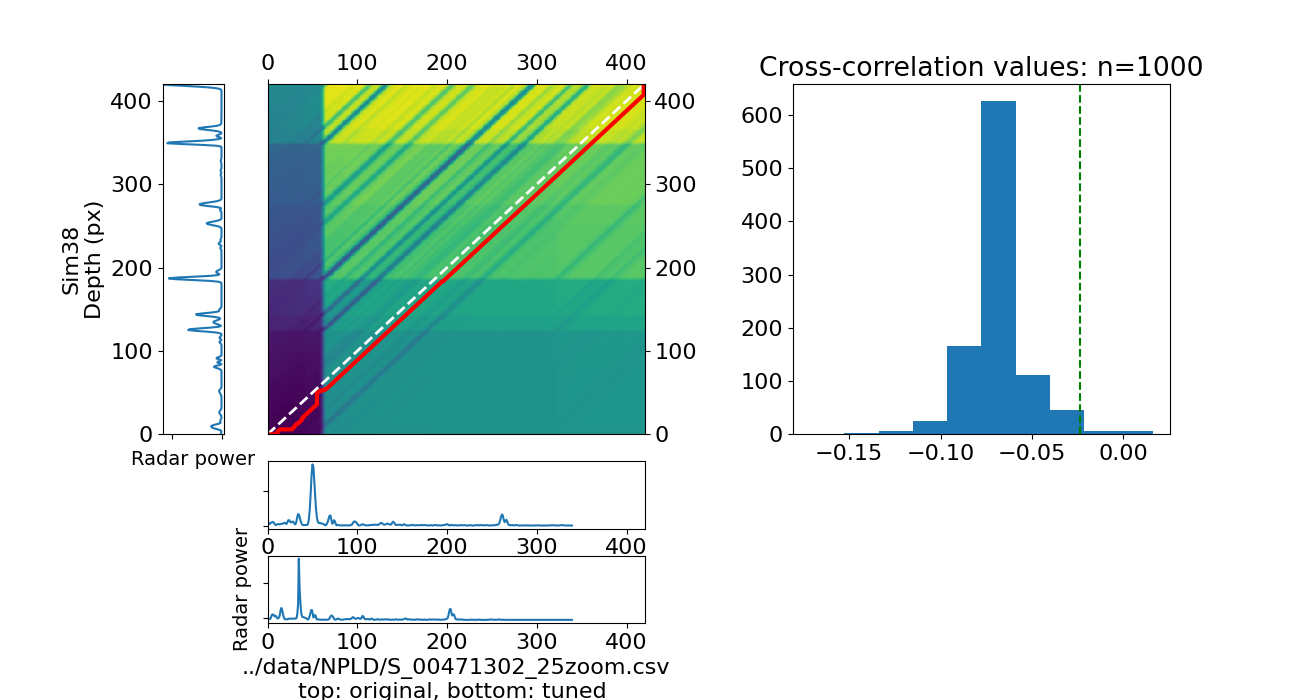 Cross-correlation values: n=1000
0 100 200 300 400
400
300
200
100
0
Sim38
Depth (px)
Radar power
400
300
200
100
0
600
500
400
300
200
100
0
−0.15 −0.10 −0.05 0.00
0 100 200 300 400
Radar power
0 100 200 300 400
../data/NPLD/S_00471302_25zoom.csv
top: original, bottom: tuned